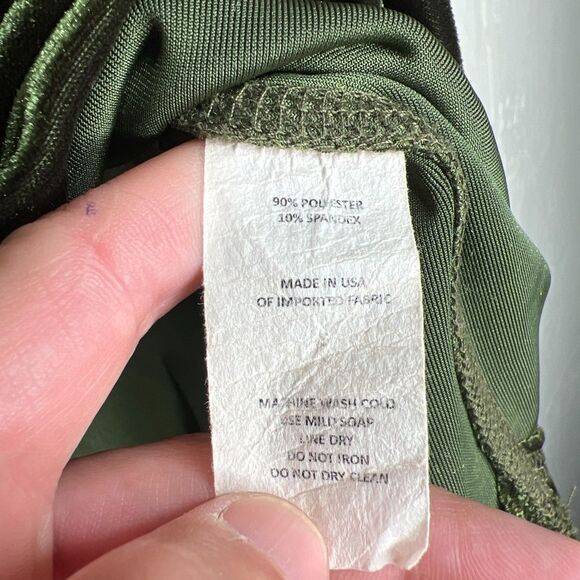 90% POLYESTER
10% SPANDEX
MADE IN USA
OF IMPORTED FABRIC
MACHINE WASH COLD
USE MILD SOAP
LINE DRY
DO NOT IRON
DO NOT DRY CLEAN